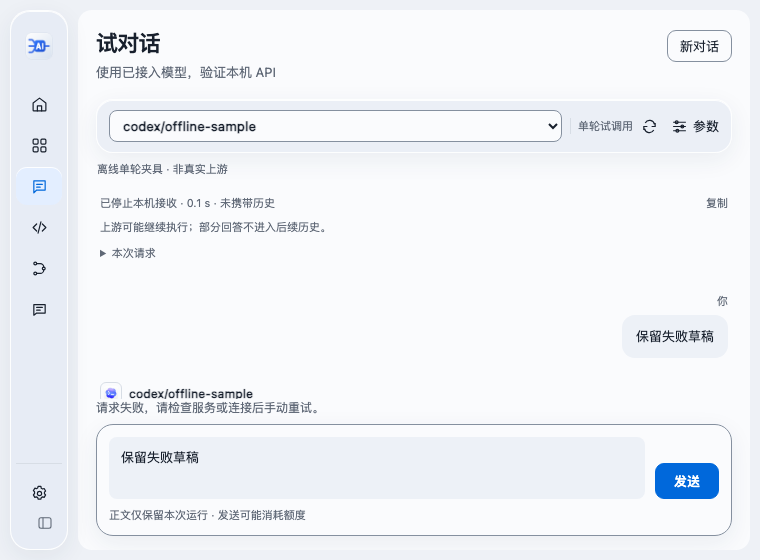 AI
试对话
新对话
使用已接入模型，验证本机 API
codex/offline-sample
单轮试调用
参数
离线单轮夹具 · 非真实上游
已停止本机接收 · 0.1 s · 未携带历史
复制
上游可能继续执行；部分回答不进入后续历史。
本次请求
你
保留失败草稿
codex/offline-sample
请求失败，请检查服务或连接后手动重试。
保留失败草稿
发送
正文仅保留本次运行 · 发送可能消耗额度